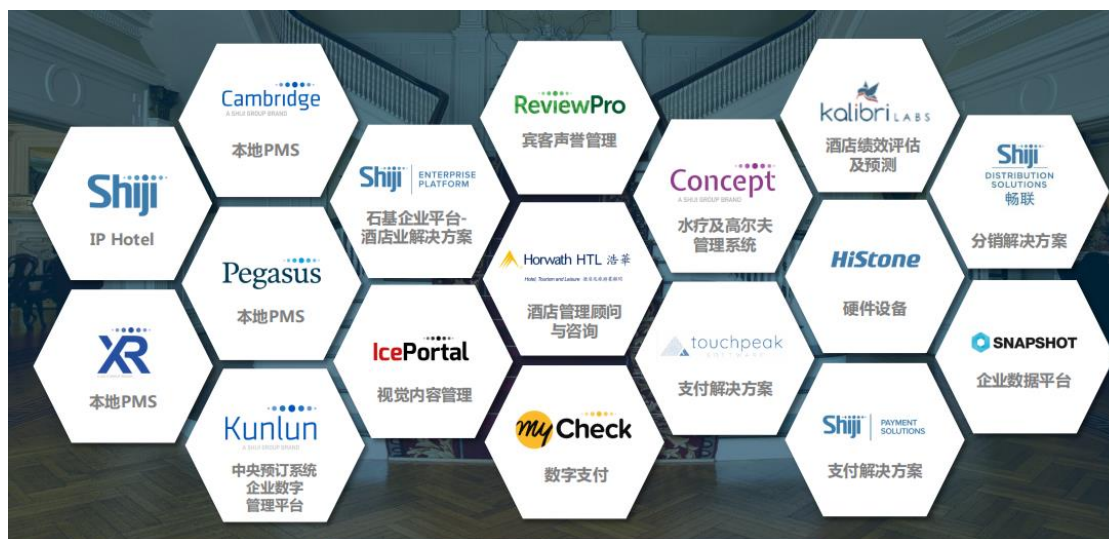 Shiji
IP Hotel
XR
本地PMS
Cambridge
A SHIJI GROUP BRAND
本地PMS
Pegasus
本地PMS
Kunlun
A SHIJI GROUP BRAND
中央预订系统
企业数字
管理平台
Shiji ENTERPRISE
PLATFORM
石基企业平台-
酒店业解决方案
IcePortal
视觉内容管理
ReviewPro
宾客声誉管理
Horwath HTL 浩華
Hotel, Tourism and Leisure
酒店管理顾问
与咨询
my Check
数字支付
Concept
A SHIJI GROUP BRAND
水疗及高尔夫
管理系统
touchpeak
SOFTWARE
支付解决方案
kalibri LABS
酒店绩效评估
及预测
HiStone
硬件设备
Shiji PAYMENT
SOLUTIONS
支付解决方案
Shiji
DISTRIBUTION
SOLUTIONS
畅联
分销解决方案
SNAPSHOT
企业数据平台